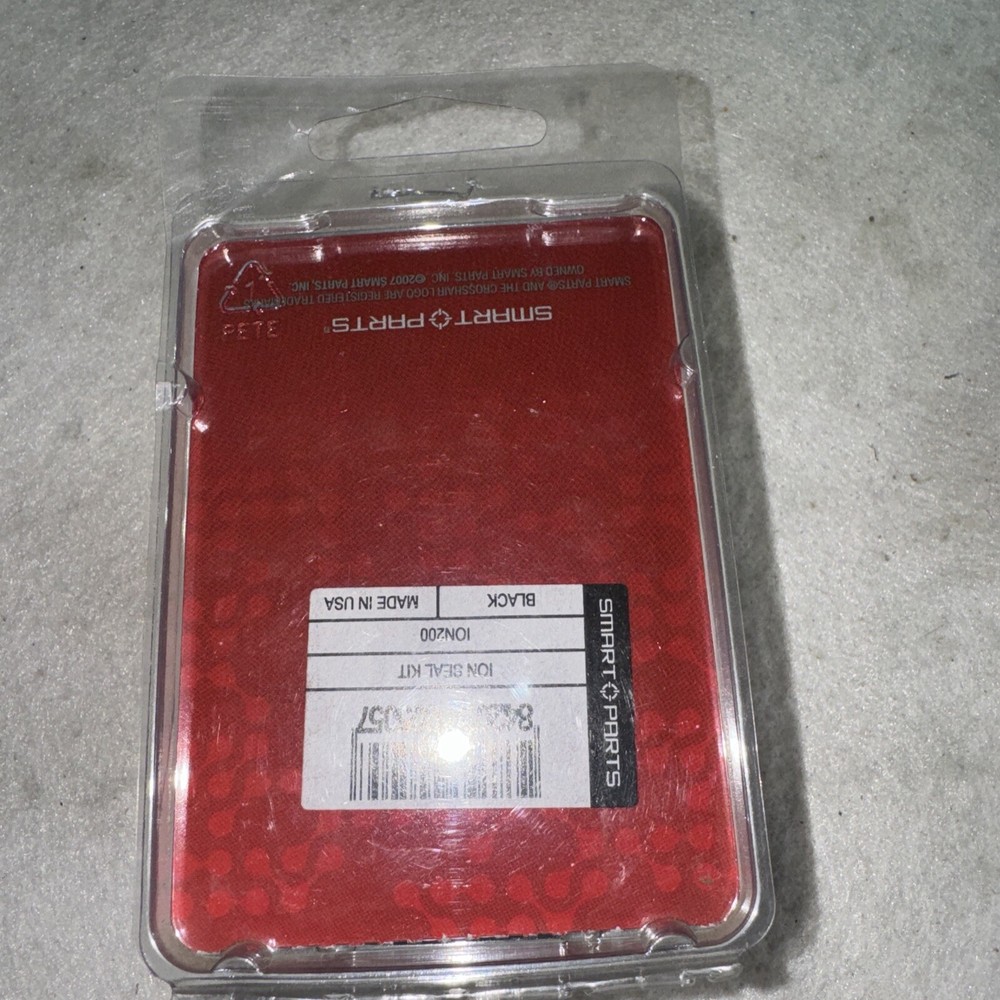 SMART PARTS
ION SEAL KIT
ION200
BLACK
MADE IN USA
SMART PARTS®
SMART PARTS® AND THE CROSSHAIR LOGO ARE REGISTERED TRADEMARKS
OWNED BY SMART PARTS, INC. ©2007 SMART PARTS, INC.
1
PETE